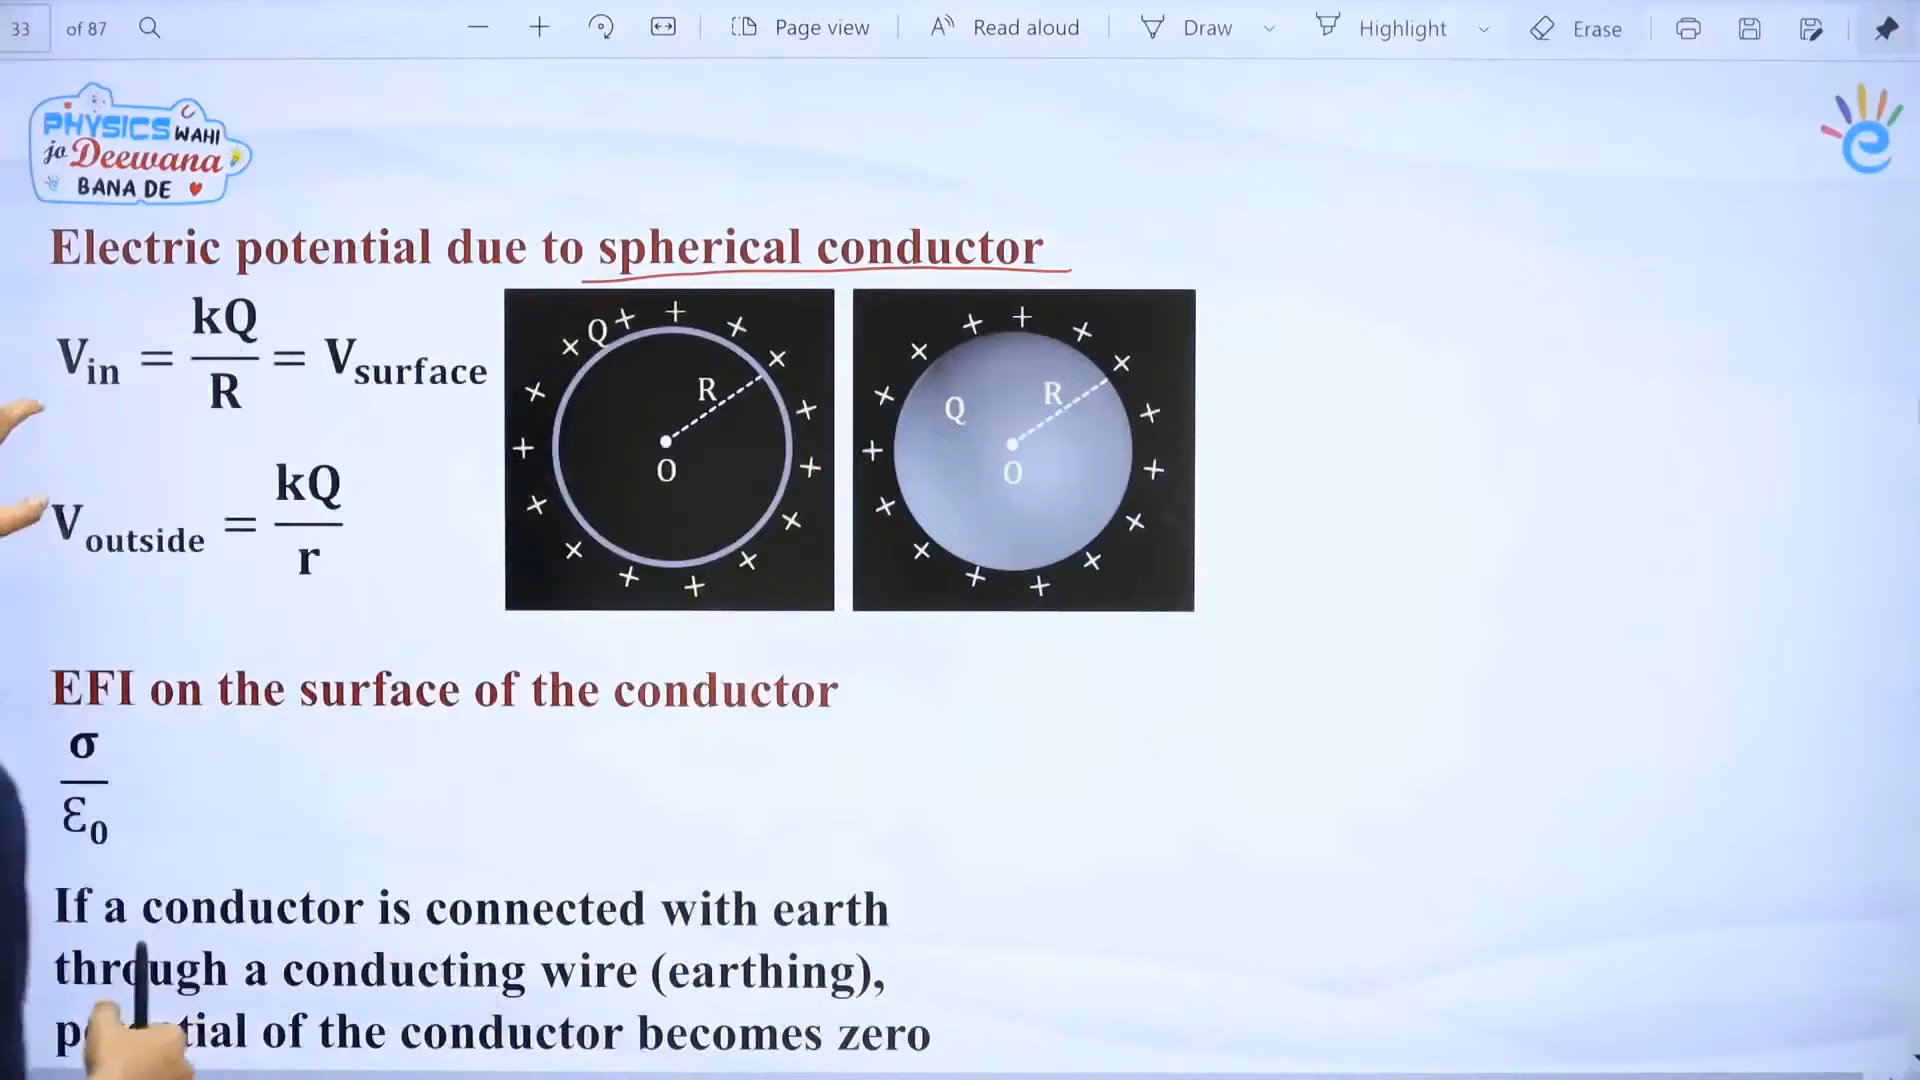 33 of 87 Page view Read aloud Draw Highlight Erase
PHYSICS WAHI
jo Deewana
BANA DE
Electric potential due to spherical conductor
V_in = kQ/R = V_surface
Q
R
O
Q
R
O
V_outside = kQ/r
EFI on the surface of the conductor
σ/ε₀
If a conductor is connected with earth
through a conducting wire (earthing),
of the conductor becomes zero